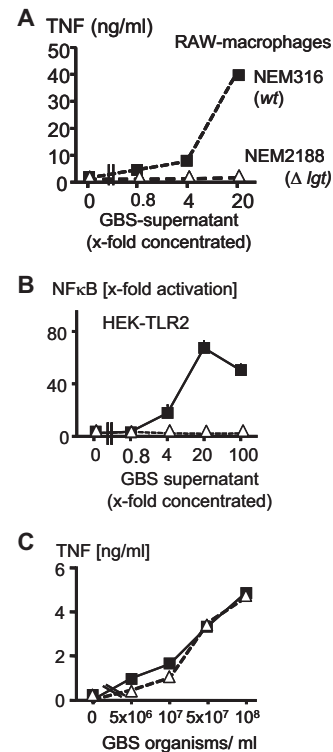 A
TNF (ng/ml)
RAW-macrophages
50
40
30
20
10
0
NEM316
(wt)
NEM2188
(Δ lgt)
0 0.8 4 20
GBS-supernatant
(x-fold concentrated)
B
NFκB [x-fold activation]
HEK-TLR2
80
40
0
0 0.8 4 20 100
GBS supernatant
(x-fold concentrated)
C
TNF [ng/ml]
6
4
2
0
0 5x10⁶ 10⁷ 5x10⁷ 10⁸
GBS organisms/ ml